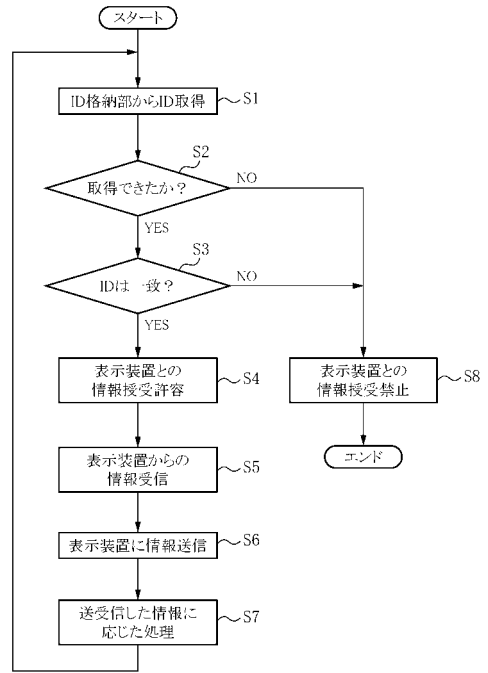 スタート
ID格納部からID取得
S1
S2
取得できたか？
NO
YES
S3
IDは一致？
NO
YES
表示装置との
情報授受許容
S4
表示装置との
情報授受禁止
S8
エンド
表示装置からの
情報受信
S5
表示装置に情報送信
S6
送受信した情報に
応じた処理
S7